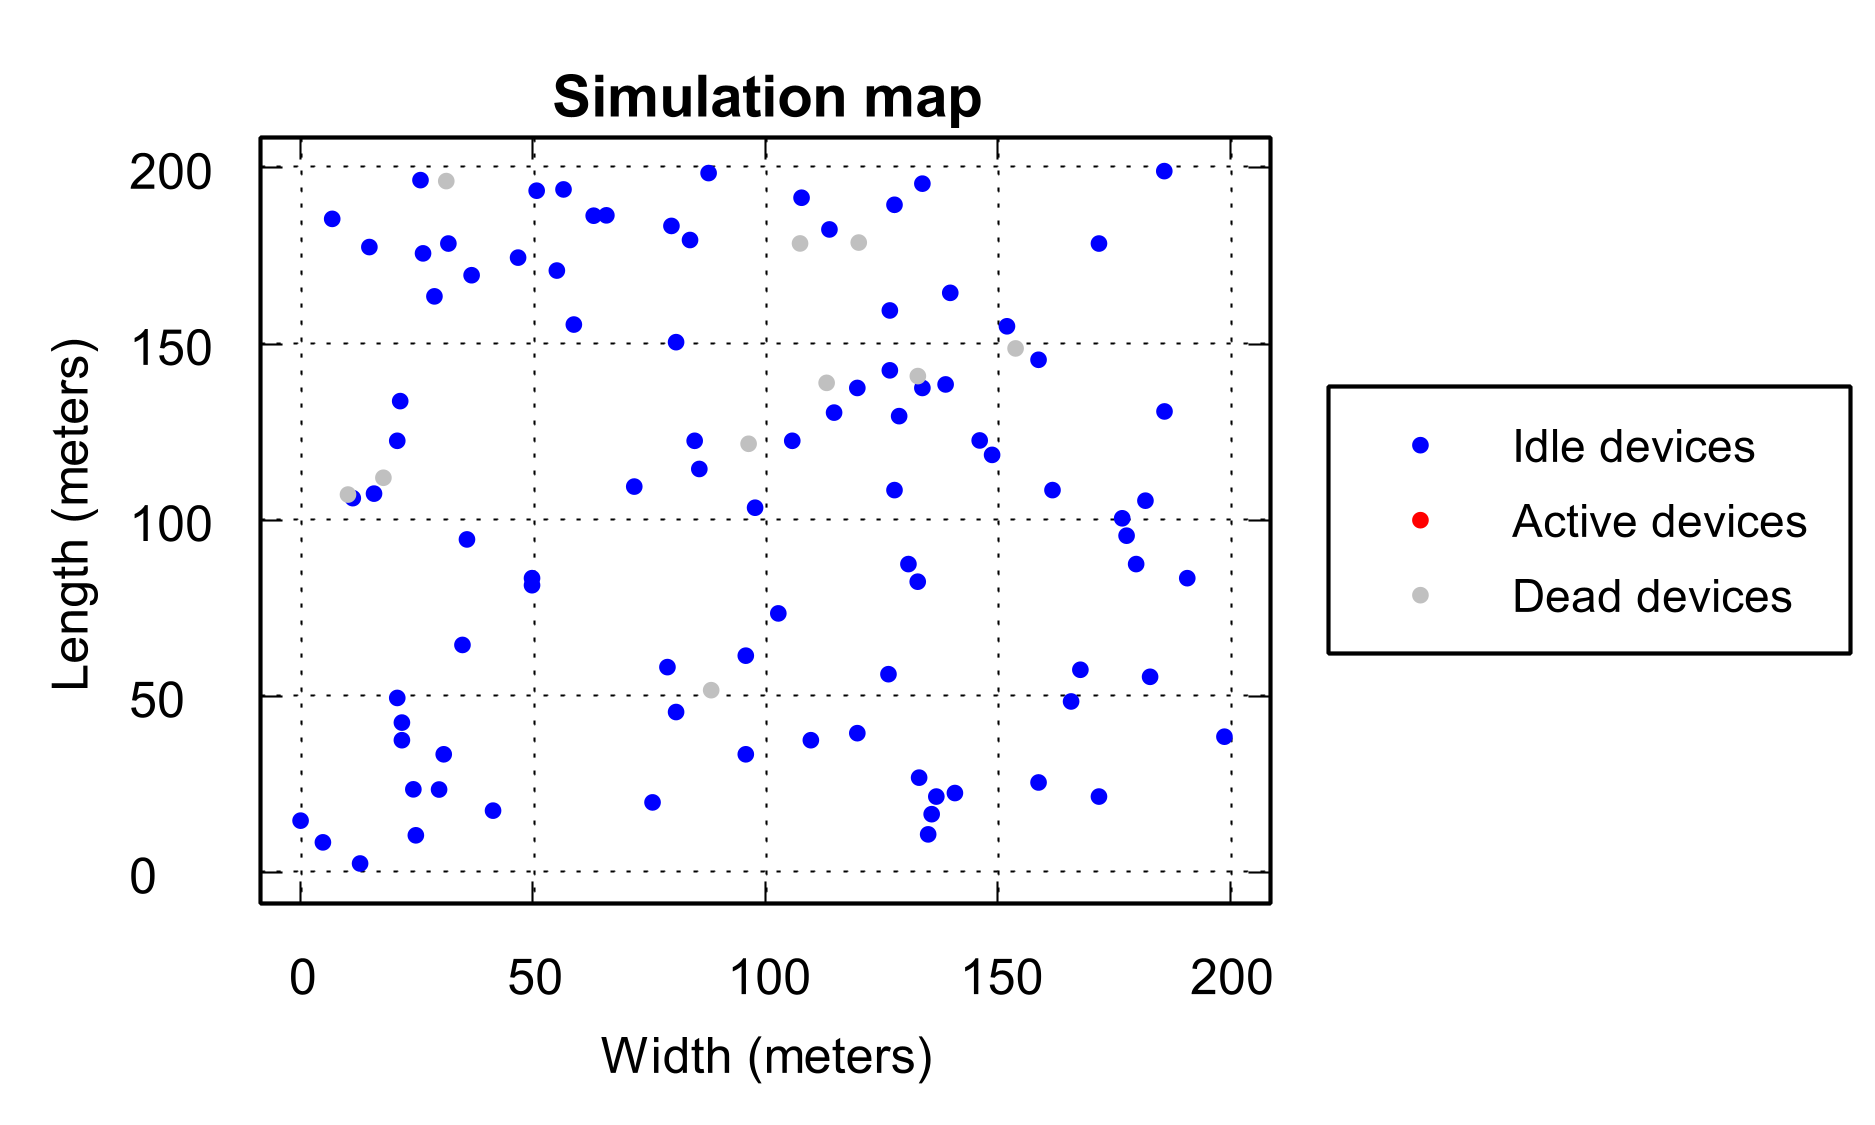 Simulation map
200
150
100
50
0
Length (meters)
0 50 100 150 200
Width (meters)
Idle devices
Active devices
Dead devices